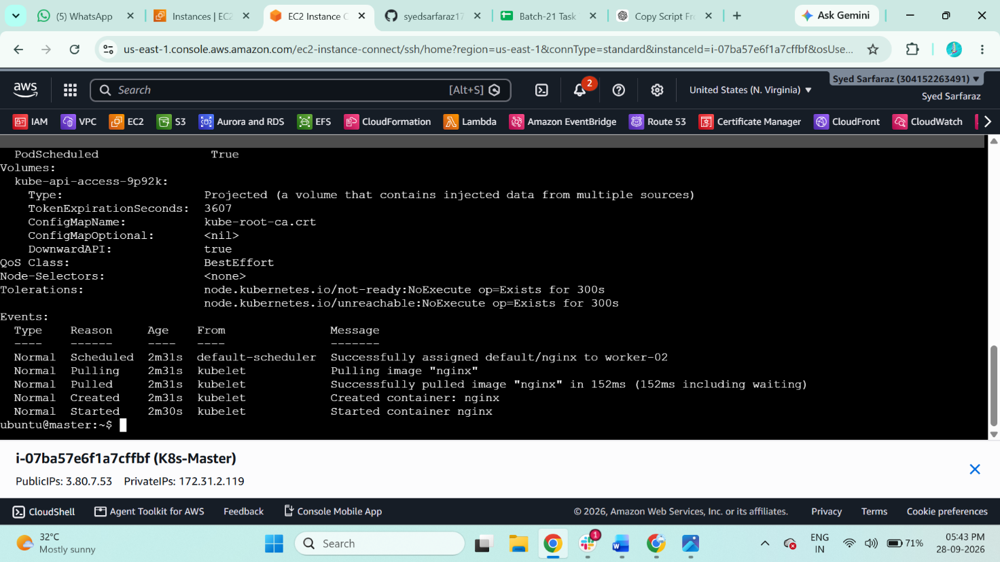 (5) WhatsApp
Instances | EC2
EC2 Instance C
syedsarfaraz17
Batch-21 Task
Copy Script Fr
Ask Gemini
us-east-1.console.aws.amazon.com/ec2-instance-connect/ssh/home?region=us-east-1&connType=standard&instanceId=i-07ba57e6f1a7cffbf&osUse...
aws
Search
[Alt+S]
2
United States (N. Virginia) ▼
Syed Sarfaraz (304152263491) ▼
Syed Sarfaraz
IAM
VPC
EC2
S3
Aurora and RDS
EFS
CloudFormation
Lambda
Amazon EventBridge
Route 53
Certificate Manager
CloudFront
CloudWatch
PodScheduled True
Volumes:
kube-api-access-9p92k:
Type: Projected (a volume that contains injected data from multiple sources)
TokenExpirationSeconds: 3607
ConfigMapName: kube-root-ca.crt
ConfigMapOptional: <nil>
DownwardAPI: true
QoS Class: BestEffort
Node-Selectors: <none>
Tolerations: node.kubernetes.io/not-ready:NoExecute op=Exists for 300s
node.kubernetes.io/unreachable:NoExecute op=Exists for 300s
Events:
Type Reason Age From Message
---- ------ ---- ---- -------
Normal Scheduled 2m31s default-scheduler Successfully assigned default/nginx to worker-02
Normal Pulling 2m31s kubelet Pulling image "nginx"
Normal Pulled 2m31s kubelet Successfully pulled image "nginx" in 152ms (152ms including waiting)
Normal Created 2m31s kubelet Created container: nginx
Normal Started 2m30s kubelet Started container nginx
ubuntu@master:~$
i-07ba57e6f1a7cffbf (K8s-Master)
PublicIPs: 3.80.7.53 PrivateIPs: 172.31.2.119
CloudShell
Agent Toolkit for AWS
Feedback
Console Mobile App
© 2026, Amazon Web Services, Inc. or its affiliates.
Privacy
Terms
Cookie preferences
32°C
Mostly sunny
Search
1
ENG
IN
71%
05:43 PM
28-09-2026